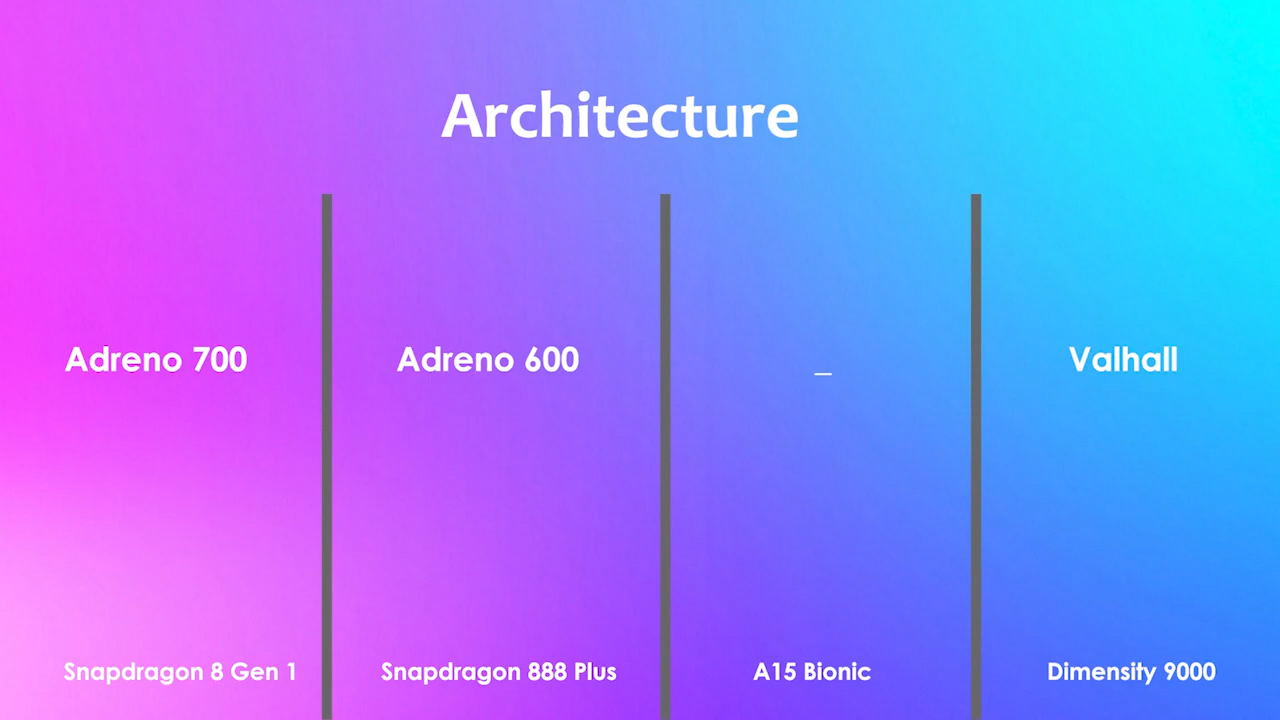 Architecture
Adreno 700
Adreno 600
_
Valhall
Snapdragon 8 Gen 1
Snapdragon 888 Plus
A15 Bionic
Dimensity 9000